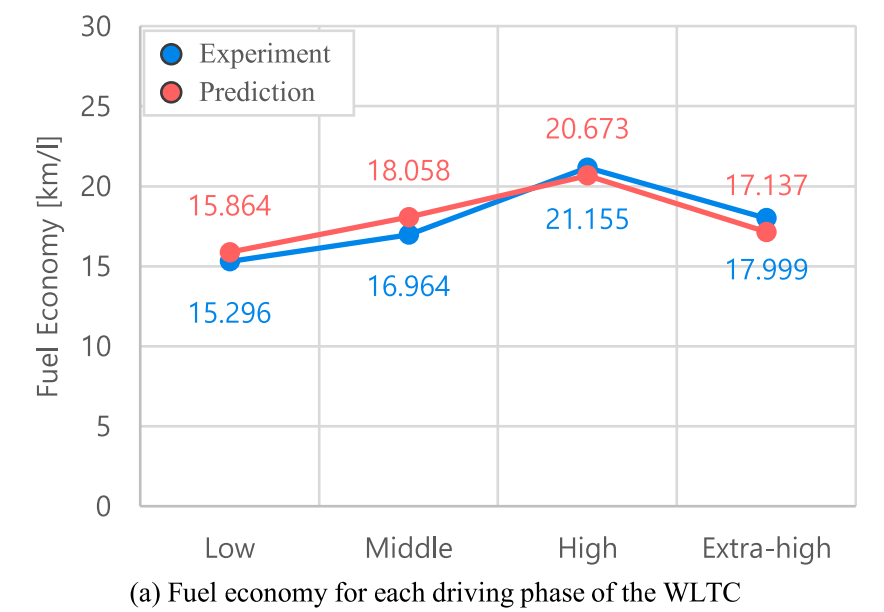 30
25
20
15
10
5
0
Fuel Economy [km/l]
Experiment
Prediction
15.864
18.058
20.673
17.137
15.296
16.964
21.155
17.999
Low
Middle
High
Extra-high
(a) Fuel economy for each driving phase of the WLTC